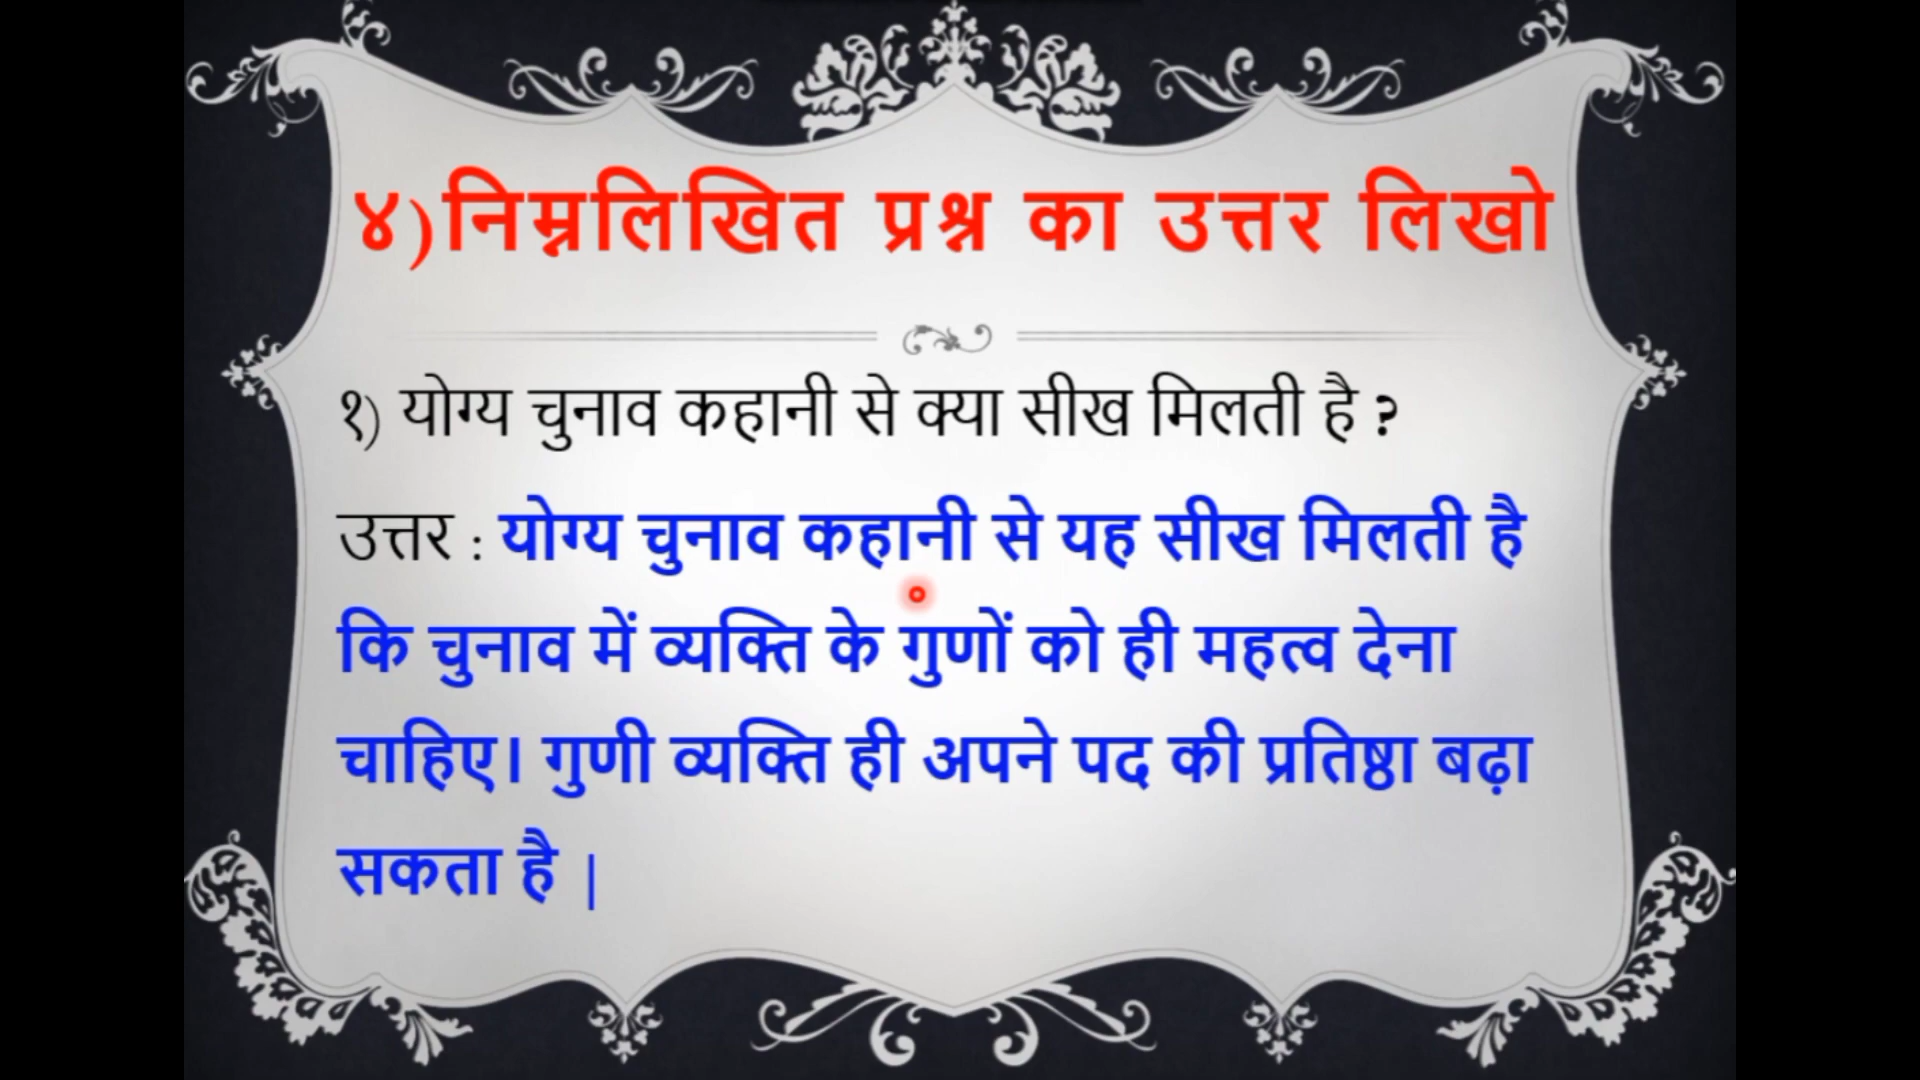 ४)निम्नलिखित प्रश्न का उत्तर लिखो
१) योग्य चुनाव कहानी से क्या सीख मिलती है ?
उत्तर : योग्य चुनाव कहानी से यह सीख मिलती है
कि चुनाव में व्यक्ति के गुणों को ही महत्व देना
चाहिए। गुणी व्यक्ति ही अपने पद की प्रतिष्ठा बढ़ा
सकता है |